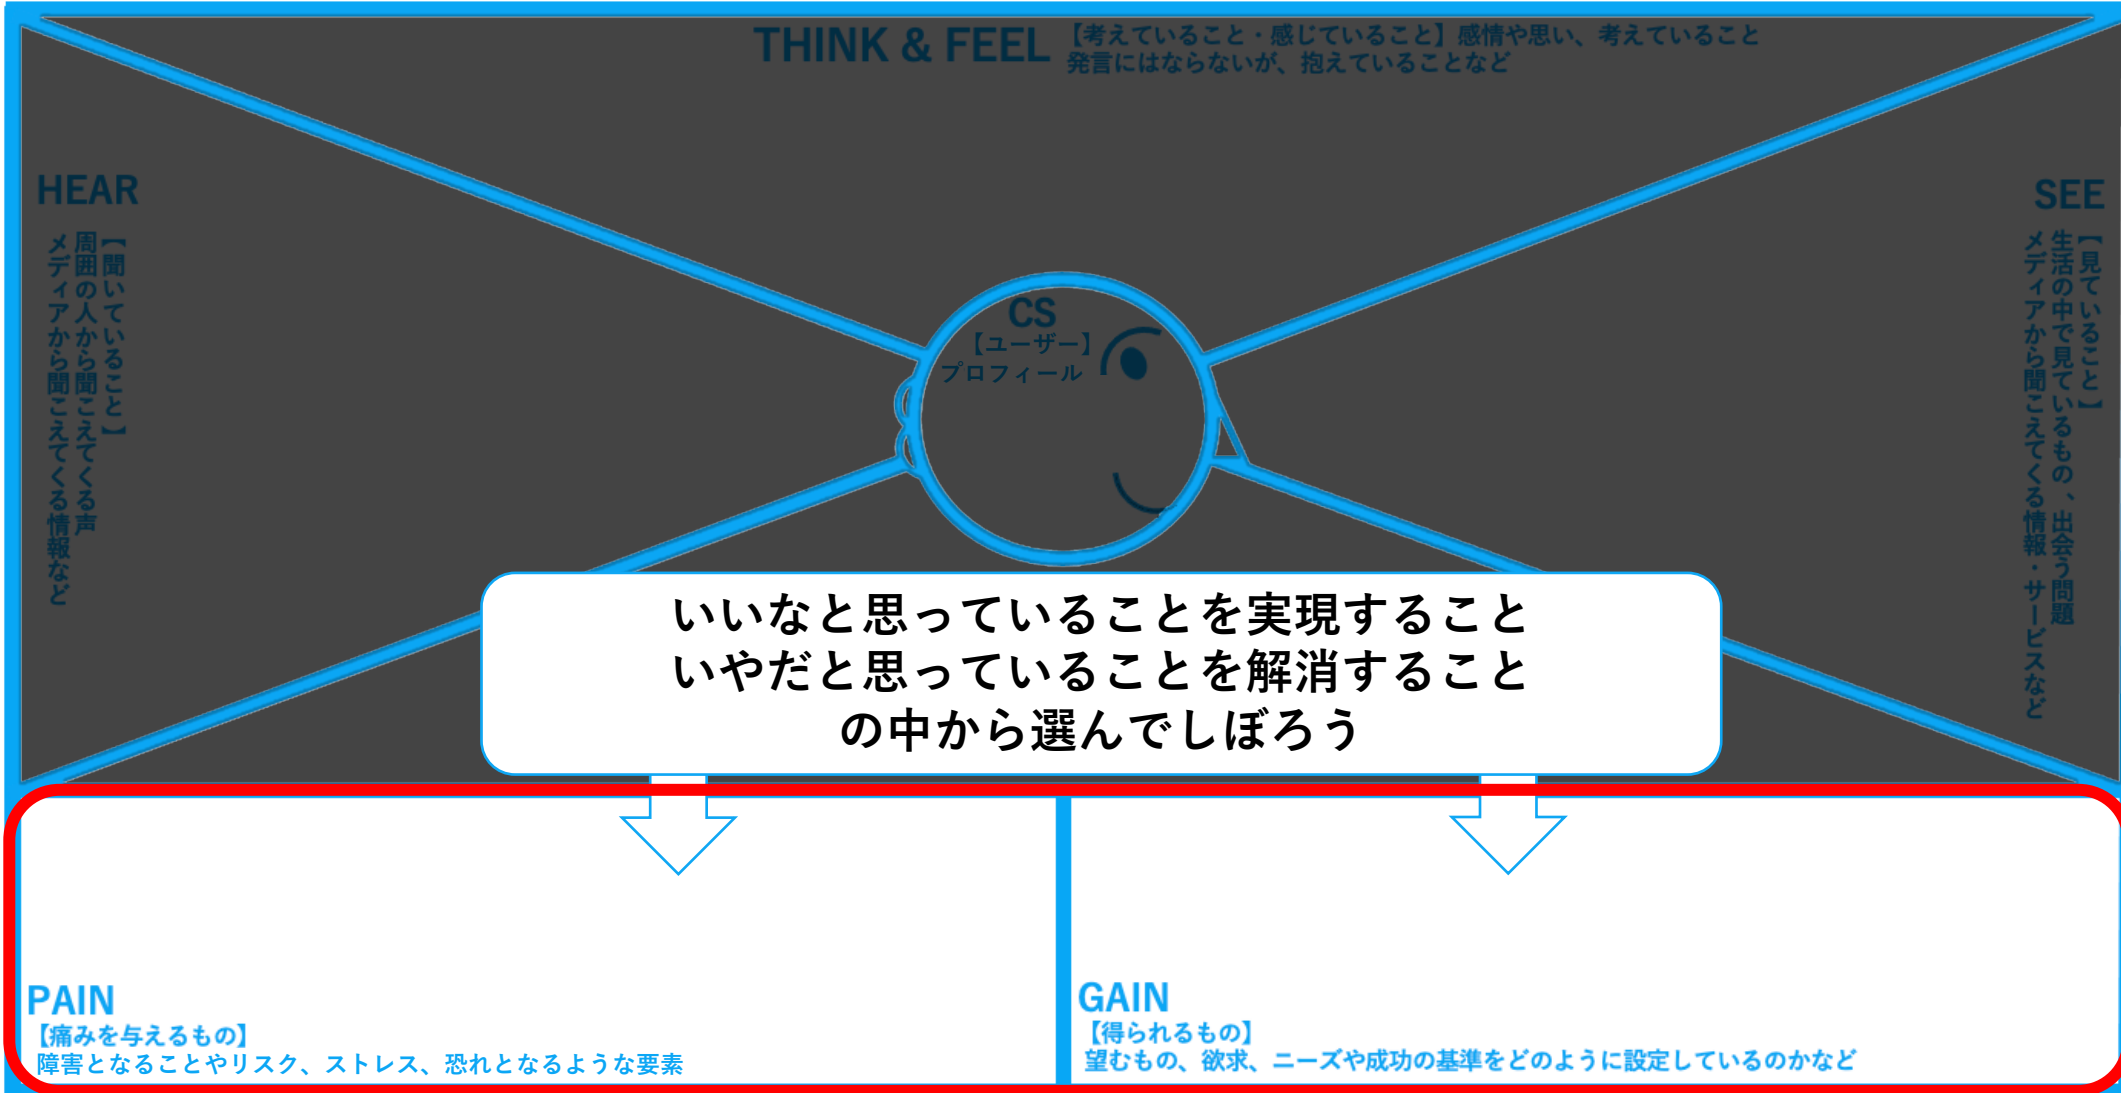 THINK & FEEL
【考えていること・感じていること】感情や思い、考えていること
発言にはならないが、抱えていることなど
HEAR
【聞いていること】
周囲の人から聞こえてくる声
メディアから聞こえてくる情報など
SEE
【見ていること】
生活の中で見ているもの、出会う問題
メディアから聞こえてくる情報・サービスなど
CS
【ユーザー】
プロフィール
いいなと思っていることを実現すること
いやだと思っていることを解消すること
の中から選んでしぼろう
PAIN
【痛みを与えるもの】
障害となることやリスク、ストレス、恐れとなるような要素
GAIN
【得られるもの】
望むもの、欲求、ニーズや成功の基準をどのように設定しているのかなど